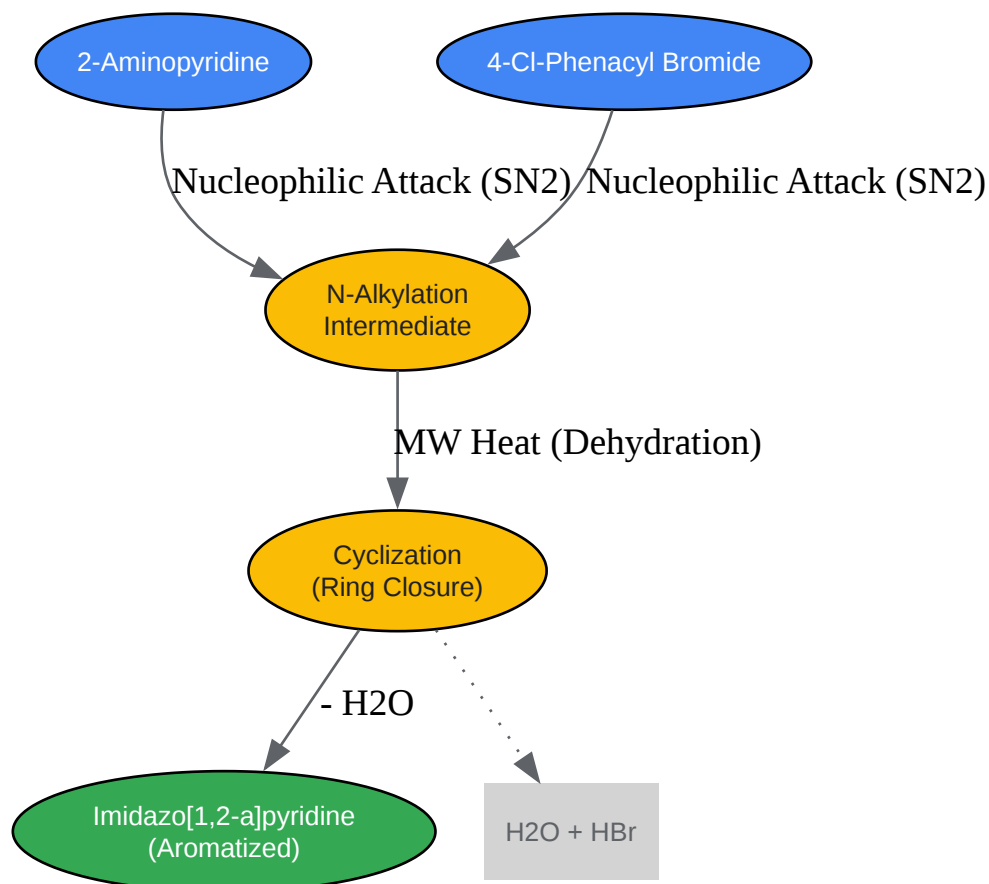 2-Aminopyridine
4-Cl-Phenacyl Bromide
Nucleophilic Attack (SN2)
Nucleophilic Attack (SN2)
N-Alkylation
Intermediate
MW Heat (Dehydration)
Cyclization
(Ring Closure)
- H2O
Imidazo[1,2-a]pyridine
(Aromatized)
H2O + HBr